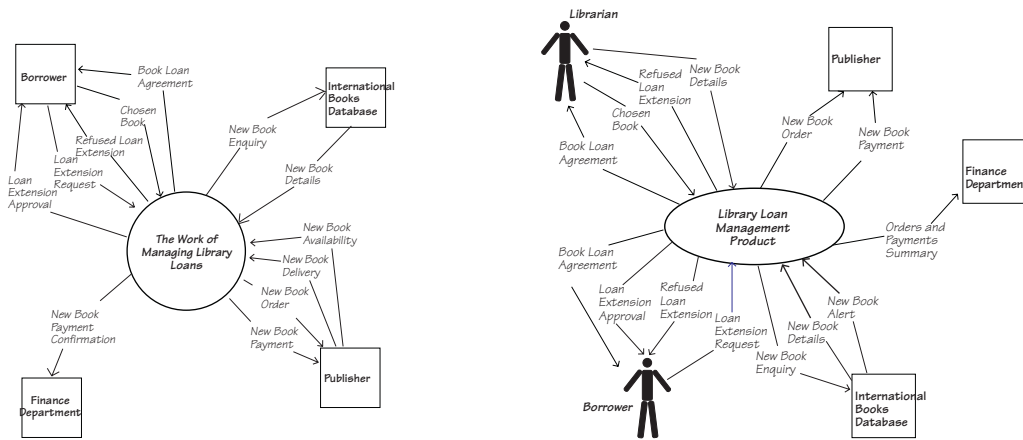 Borrower
Book Loan
Agreement
Chosen
Book
Refused Loan
Extension
Loan
Extension
Request
Loan
Extension
Approval
International
Books
Database
New Book
Enquiry
New Book
Details
The Work of
Managing Library
Loans
New Book
Availability
New Book
Delivery
New Book
Order
New Book
Payment
New Book
Payment
Confirmation
Finance
Department
Publisher
Librarian
New Book
Details
Refused
Loan
Extension
Chosen
Book
Book Loan
Agreement
Publisher
New Book
Order
New Book
Payment
Finance
Department
Library Loan
Management
Product
Orders and
Payments
Summary
Book Loan
Agreement
Loan
Extension
Approval
Refused
Loan
Extension
Loan
Extension
Request
New Book
Alert
New Book
Details
New Book
Enquiry
Borrower
International
Books
Database